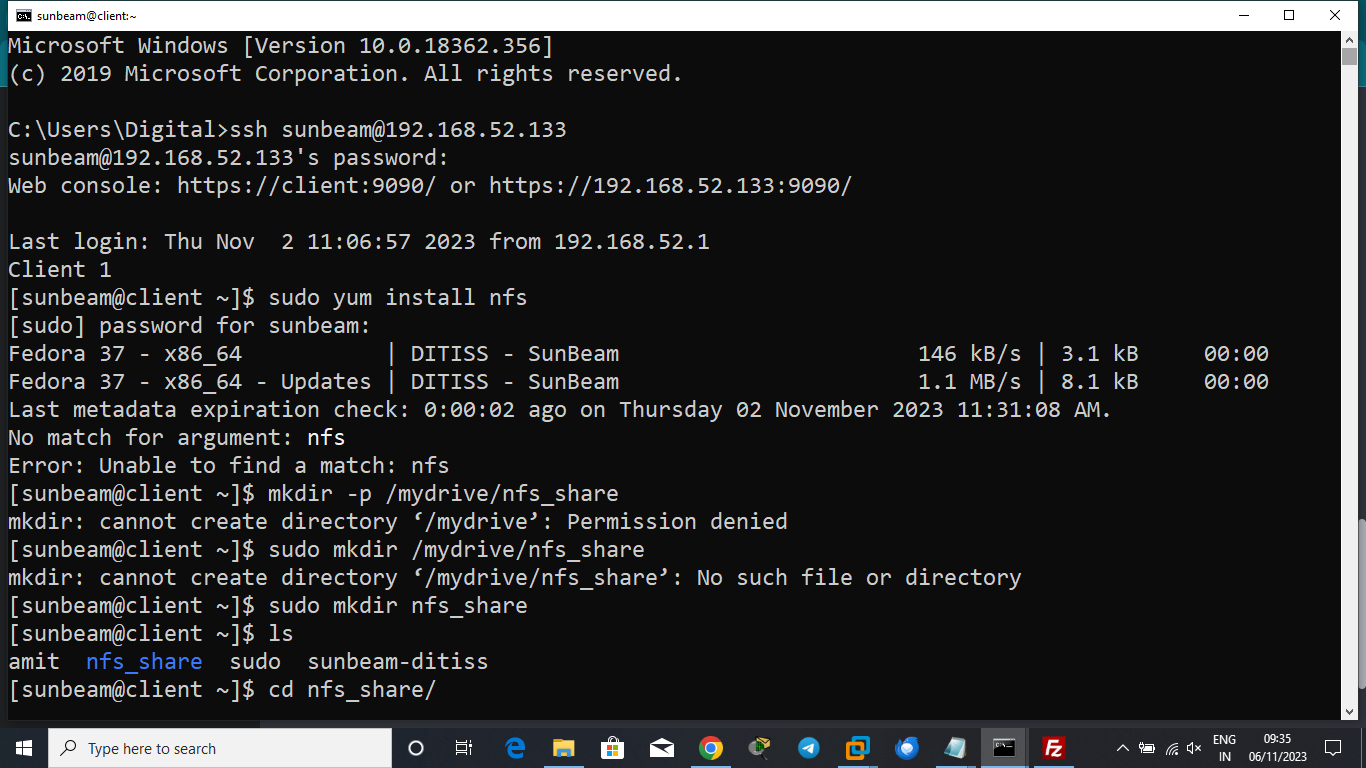 sunbeam@client:~
Microsoft Windows [Version 10.0.18362.356]
(c) 2019 Microsoft Corporation. All rights reserved.
C:\Users\Digital>ssh sunbeam@192.168.52.133
sunbeam@192.168.52.133's password:
Web console: https://client:9090/ or https://192.168.52.133:9090/
Last login: Thu Nov  2 11:06:57 2023 from 192.168.52.1
Client 1
[sunbeam@client ~]$ sudo yum install nfs
[sudo] password for sunbeam:
Fedora 37 - x86_64           | DITISS - SunBeam                       146 kB/s | 3.1 kB     00:00
Fedora 37 - x86_64 - Updates | DITISS - SunBeam                       1.1 MB/s | 8.1 kB     00:00
Last metadata expiration check: 0:00:02 ago on Thursday 02 November 2023 11:31:08 AM.
No match for argument: nfs
Error: Unable to find a match: nfs
[sunbeam@client ~]$ mkdir -p /mydrive/nfs_share
mkdir: cannot create directory ‘/mydrive’: Permission denied
[sunbeam@client ~]$ sudo mkdir /mydrive/nfs_share
mkdir: cannot create directory ‘/mydrive/nfs_share’: No such file or directory
[sunbeam@client ~]$ sudo mkdir nfs_share
[sunbeam@client ~]$ ls
amit  nfs_share  sudo  sunbeam-ditiss
[sunbeam@client ~]$ cd nfs_share/
Type here to search
ENG
IN
09:35
06/11/2023